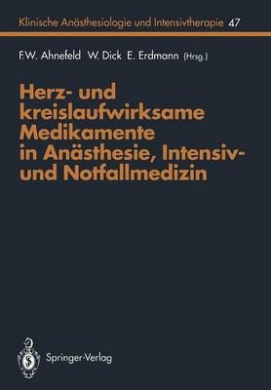 Klinische Anästhesiologie und Intensivtherapie 47
F.W. Ahnefeld W. Dick E. Erdmann (Hrsg.)
Herz- und
kreislaufwirksame
Medikamente
in Anästhesie, Intensiv-
und Notfallmedizin
Springer-Verlag